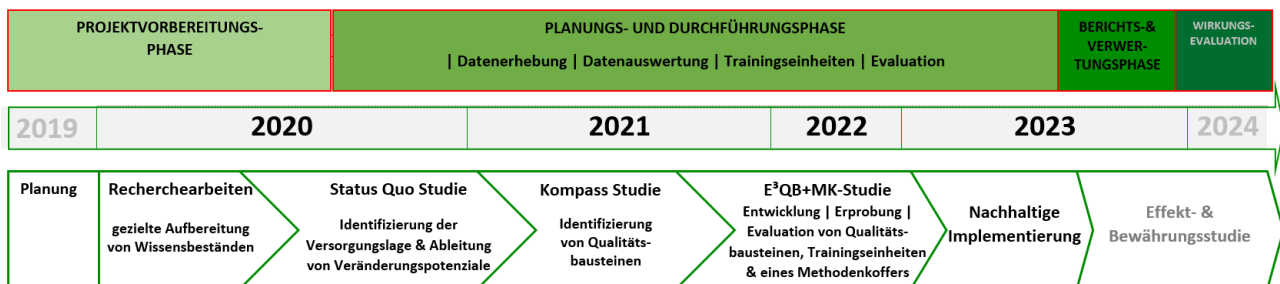 PROJEKTVORBEREITUNGS-
PHASE
PLANUNGS- UND DURCHFÜHRUNGSPHASE
| Datenerhebung | Datenauswertung | Trainingseinheiten | Evaluation
BERICHTS-&
VERWER-
TUNGSPHASE
WIRKUNGS-
EVALUATION
2019
2020
2021
2022
2023
2024
Planung
Recherchearbeiten
gezielte Aufbereitung
von Wissensbeständen
Status Quo Studie
Identifizierung der
Versorgungslage & Ableitung
von Veränderungspotenziale
Kompass Studie
Identifizierung
von Qualitäts-
bausteinen
E³QB+MK-Studie
Entwicklung | Erprobung |
Evaluation von Qualitäts-
bausteinen, Trainingseinheiten
& eines Methodenkoffers
Nachhaltige
Implementierung
Effekt- &
Bewährungsstudie